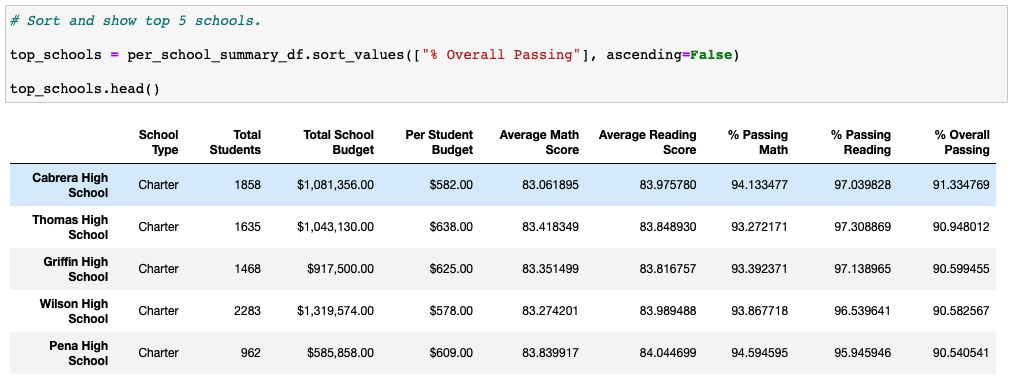 # Sort and show top 5 schools.
top_schools = per_school_summary_df.sort_values(["% Overall Passing"], ascending=False)
top_schools.head()
School Type Total Students Total School Budget Per Student Budget Average Math Score Average Reading Score % Passing Math % Passing Reading % Overall Passing
Cabrera High School Charter 1858 $1,081,356.00 $582.00 83.061895 83.975780 94.133477 97.039828 91.334769
Thomas High School Charter 1635 $1,043,130.00 $638.00 83.418349 83.848930 93.272171 97.308869 90.948012
Griffin High School Charter 1468 $917,500.00 $625.00 83.351499 83.816757 93.392371 97.138965 90.599455
Wilson High School Charter 2283 $1,319,574.00 $578.00 83.274201 83.989488 93.867718 96.539641 90.582567
Pena High School Charter 962 $585,858.00 $609.00 83.839917 84.044699 94.594595 95.945946 90.540541